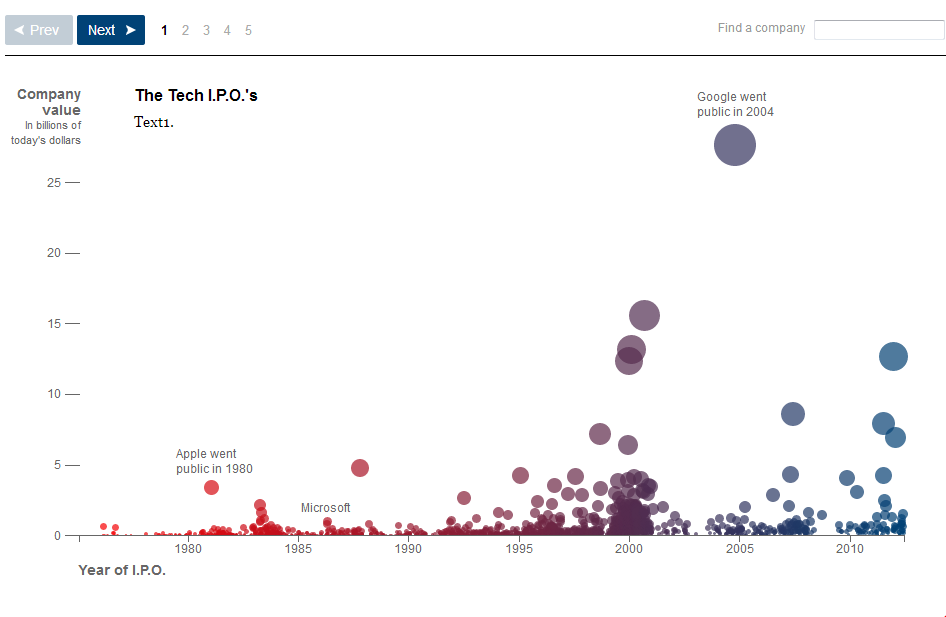 Prev Next 1 2 3 4 5 Find a company
Company
value
In billions of
today's dollars
The Tech I.P.O.'s
Text1.
Google went
public in 2004
25
20
15
10
5
0
Apple went
public in 1980
Microsoft
1980 1985 1990 1995 2000 2005 2010
Year of I.P.O.